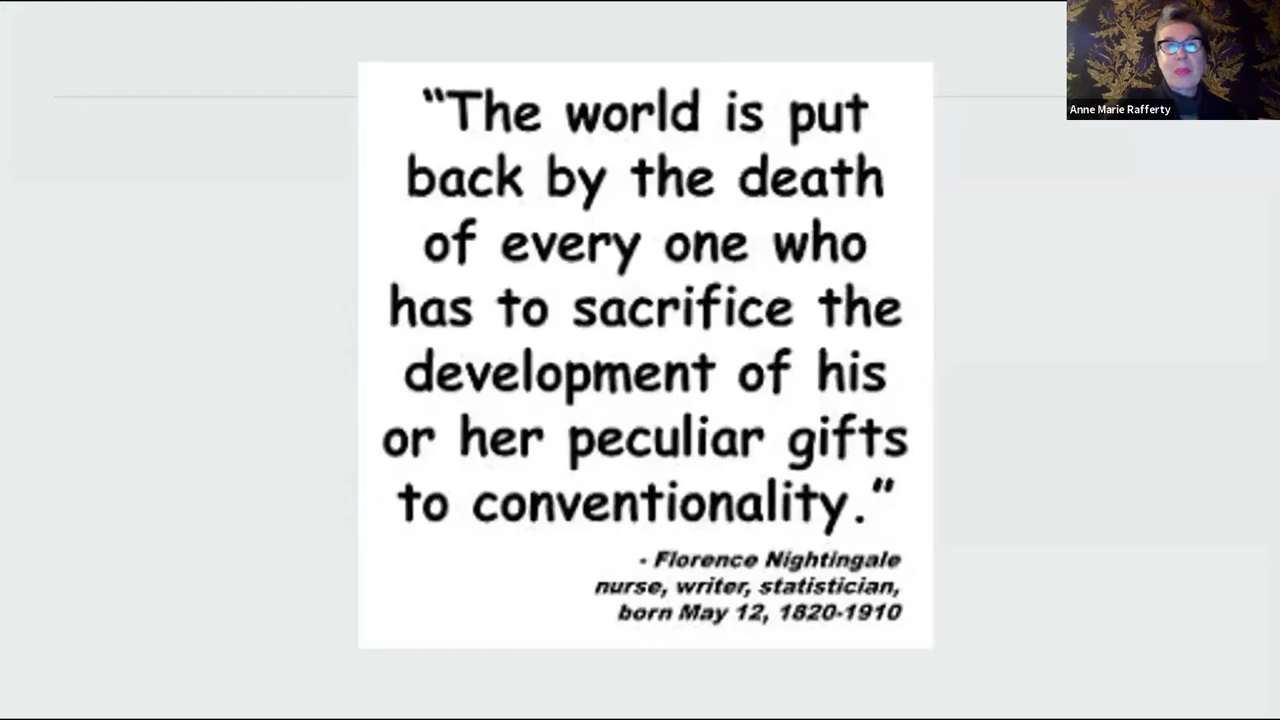 “The world is put
back by the death
of every one who
has to sacrifice the
development of his
or her peculiar gifts
to conventionality.”
- Florence Nightingale
nurse, writer, statistician,
born May 12, 1820-1910
Anne Marie Rafferty